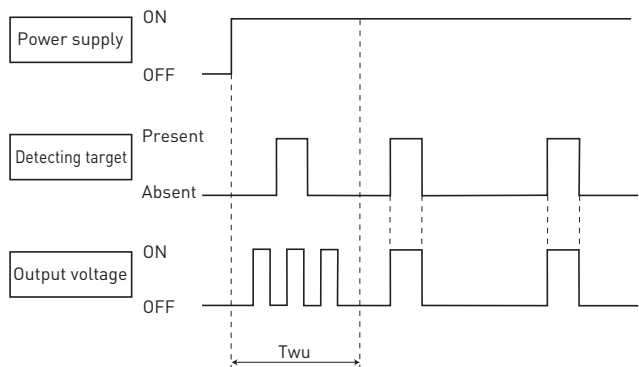 Power supply
ON
OFF
Detecting target
Present
Absent
Output voltage
ON
OFF
Twu